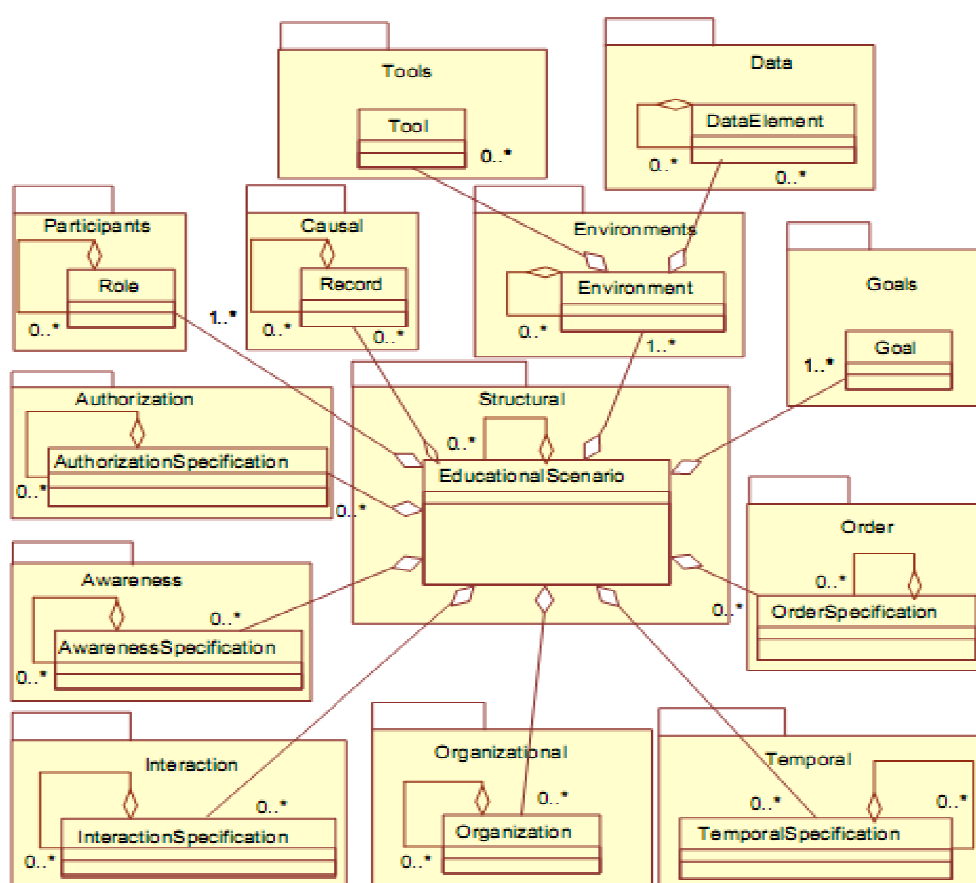 Tools
Tool
0..*
Data
DataElement
0..*
0..*
Participants
Role
0..*
1..*
Causal
Record
0..*
0..*
Environments
Environment
0..*
1..*
Goals
Goal
1..*
Authorization
AuthorizationSpecification
0..*
0..*
Structural
0..*
EducationalScenario
Order
0..*
0..*
OrderSpecification
Awareness
0..*
AwarenessSpecification
0..*
Interaction
0..*
InteractionSpecification
0..*
Organizational
0..*
Organization
0..*
Temporal
0..*
0..*
TemporalSpecification